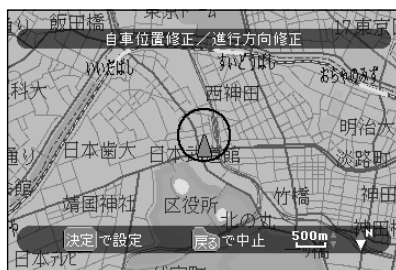 飯田橋
東京ドーム
17 東京
自車位置修正／進行方向修正
いいだばし
すいどうばし
おちゃのみず
科大
西神田
明治大
日本歯大
日本武道館
淡路町
竹橋
神田
靖国神社
区役所
北の丸
決定で設定
戻るで中止
500m
N
日本テレビ